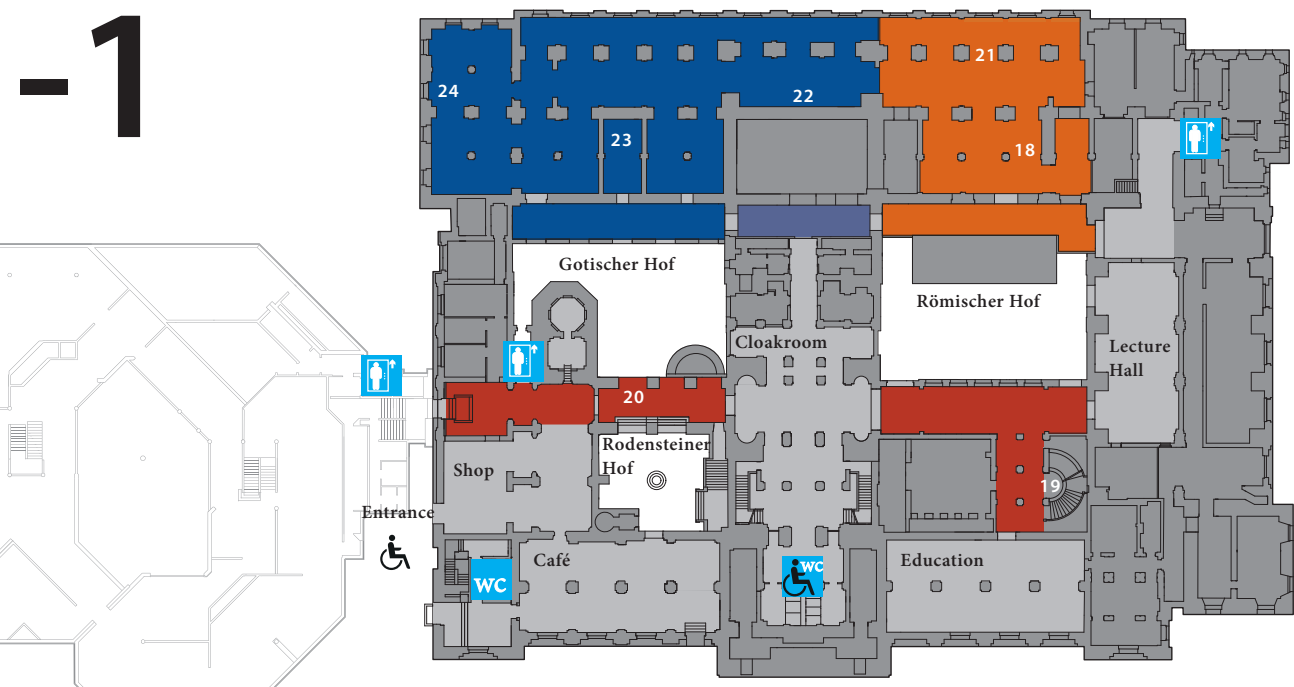 -1
21
24
22
23
18
Gotischer Hof
Römischer Hof
Cloakroom
Lecture
Hall
20
Rodensteiner
Hof
Shop
19
Entrance
Café
WC
WC
Education